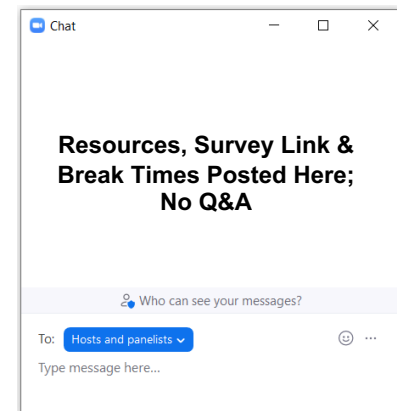 Chat
Resources, Survey Link &
Break Times Posted Here;
No Q&A
Who can see your messages?
To: Hosts and panelists
Type message here...